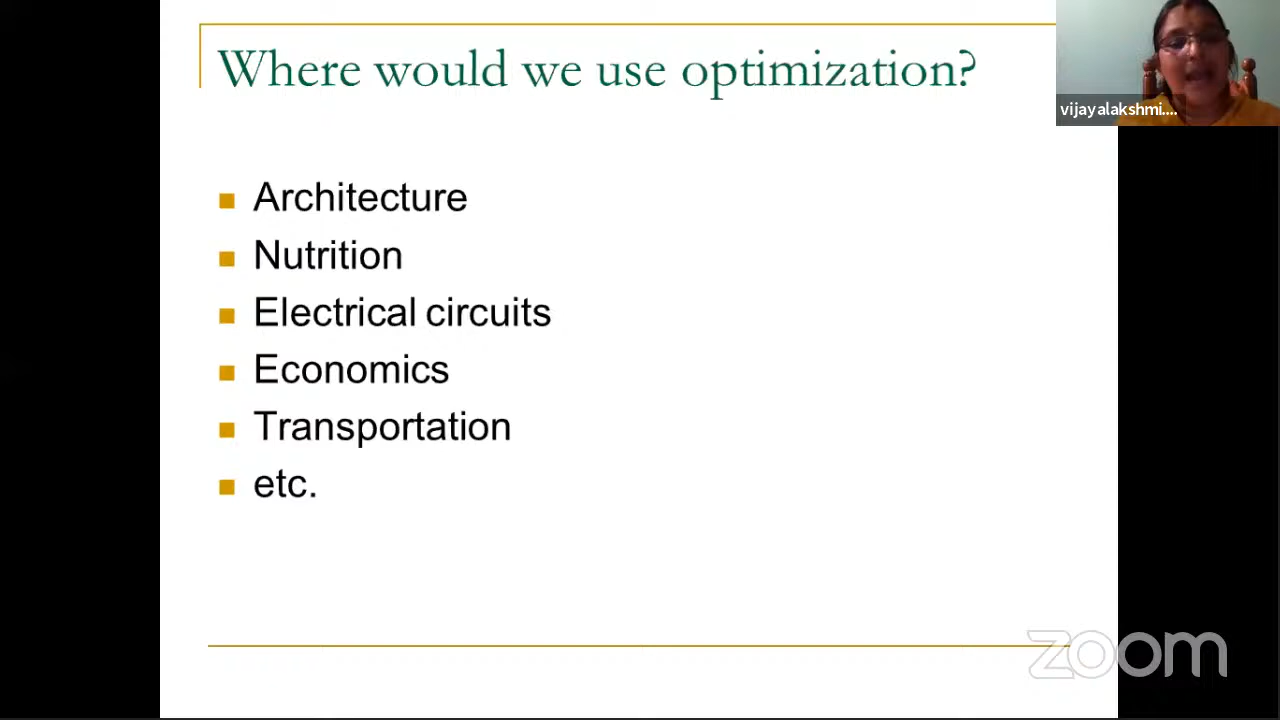 Where would we use optimization?
vijayalakshmi....
Architecture
Nutrition
Electrical circuits
Economics
Transportation
etc.
zoom